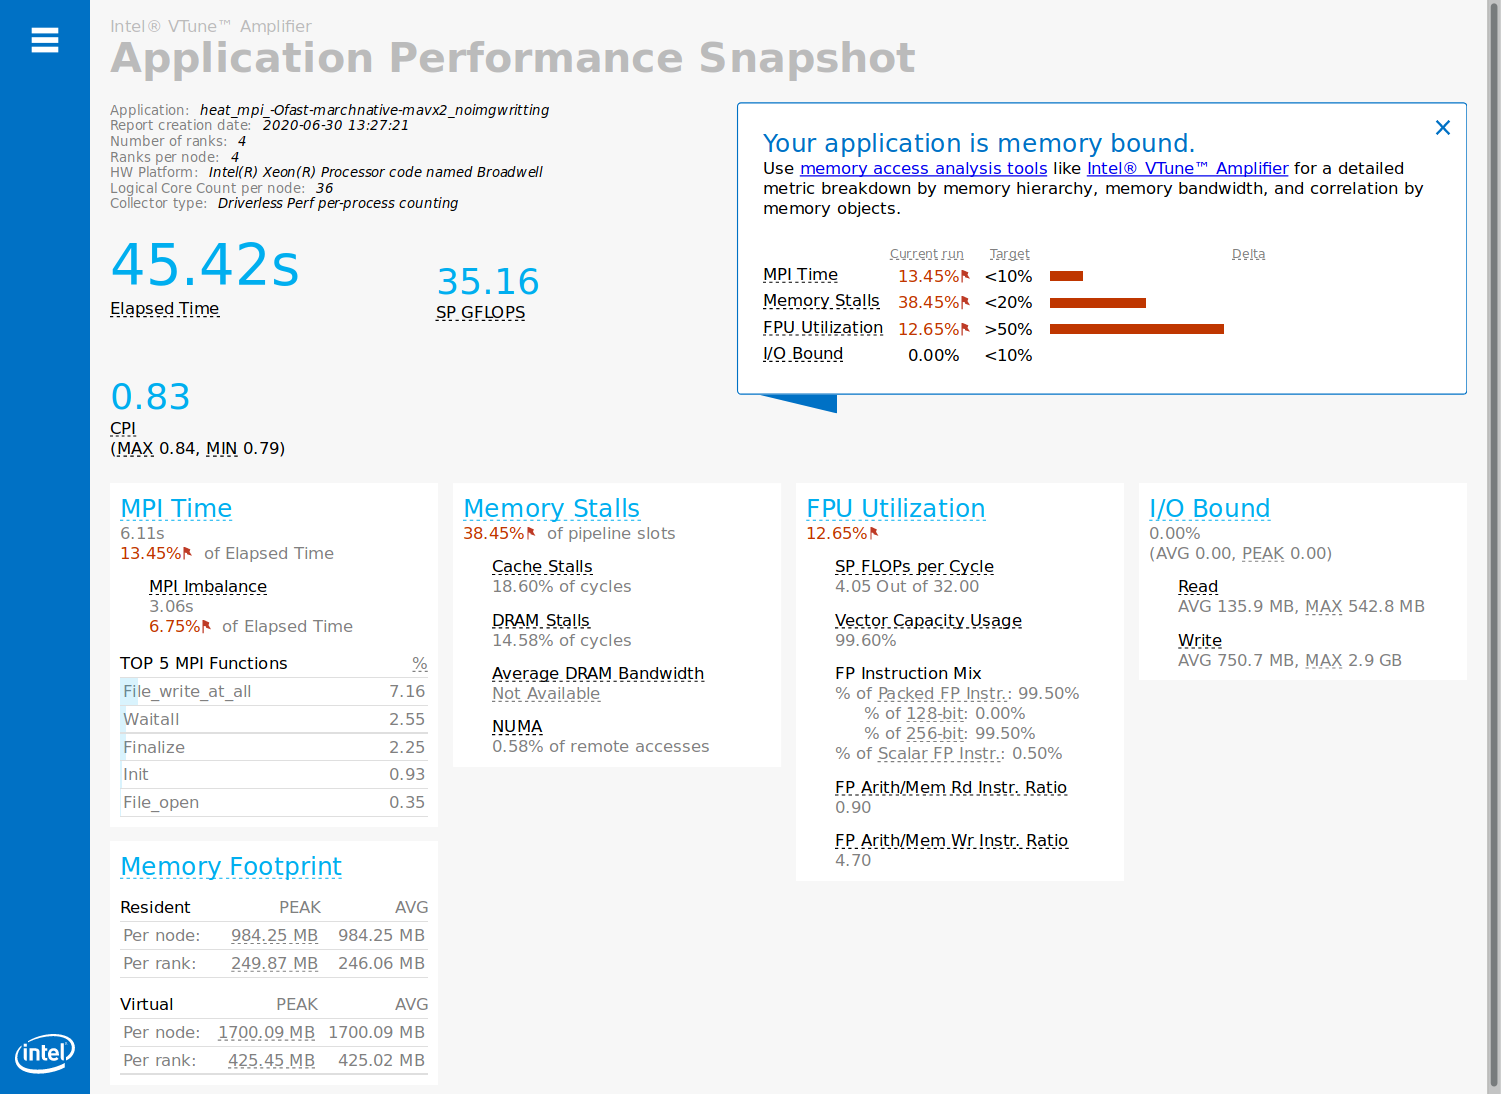 Intel® VTune™ Amplifier
Application Performance Snapshot
Application: heat_mpi_-Ofast-marchnative-mavx2_noimgwritting
Report creation date: 2020-06-30 13:27:21
Number of ranks: 4
Ranks per node: 4
HW Platform: Intel(R) Xeon(R) Processor code named Broadwell
Logical Core Count per node: 36
Collector type: Driverless Perf per-process counting
45.42s
Elapsed Time
35.16
SP GFLOPS
0.83
CPI
(MAX 0.84, MIN 0.79)
Your application is memory bound.
Use memory access analysis tools like Intel® VTune™ Amplifier for a detailed
metric breakdown by memory hierarchy, memory bandwidth, and correlation by
memory objects.
Current run Target Delta
MPI Time 13.45% <10%
Memory Stalls 38.45% <20%
FPU Utilization 12.65% >50%
I/O Bound 0.00% <10%
MPI Time
6.11s
13.45% of Elapsed Time
MPI Imbalance
3.06s
6.75% of Elapsed Time
TOP 5 MPI Functions %
File_write_at_all 7.16
Waitall 2.55
Finalize 2.25
Init 0.93
File_open 0.35
Memory Footprint
Resident PEAK AVG
Per node: 984.25 MB 984.25 MB
Per rank: 249.87 MB 246.06 MB
Virtual PEAK AVG
Per node: 1700.09 MB 1700.09 MB
Per rank: 425.45 MB 425.02 MB
Memory Stalls
38.45% of pipeline slots
Cache Stalls
18.60% of cycles
DRAM Stalls
14.58% of cycles
Average DRAM Bandwidth
Not Available
NUMA
0.58% of remote accesses
FPU Utilization
12.65%
SP FLOPs per Cycle
4.05 Out of 32.00
Vector Capacity Usage
99.60%
FP Instruction Mix
% of Packed FP Instr.: 99.50%
% of 128-bit: 0.00%
% of 256-bit: 99.50%
% of Scalar FP Instr.: 0.50%
FP Arith/Mem Rd Instr. Ratio
0.90
FP Arith/Mem Wr Instr. Ratio
4.70
I/O Bound
0.00%
(AVG 0.00, PEAK 0.00)
Read
AVG 135.9 MB, MAX 542.8 MB
Write
AVG 750.7 MB, MAX 2.9 GB
intel